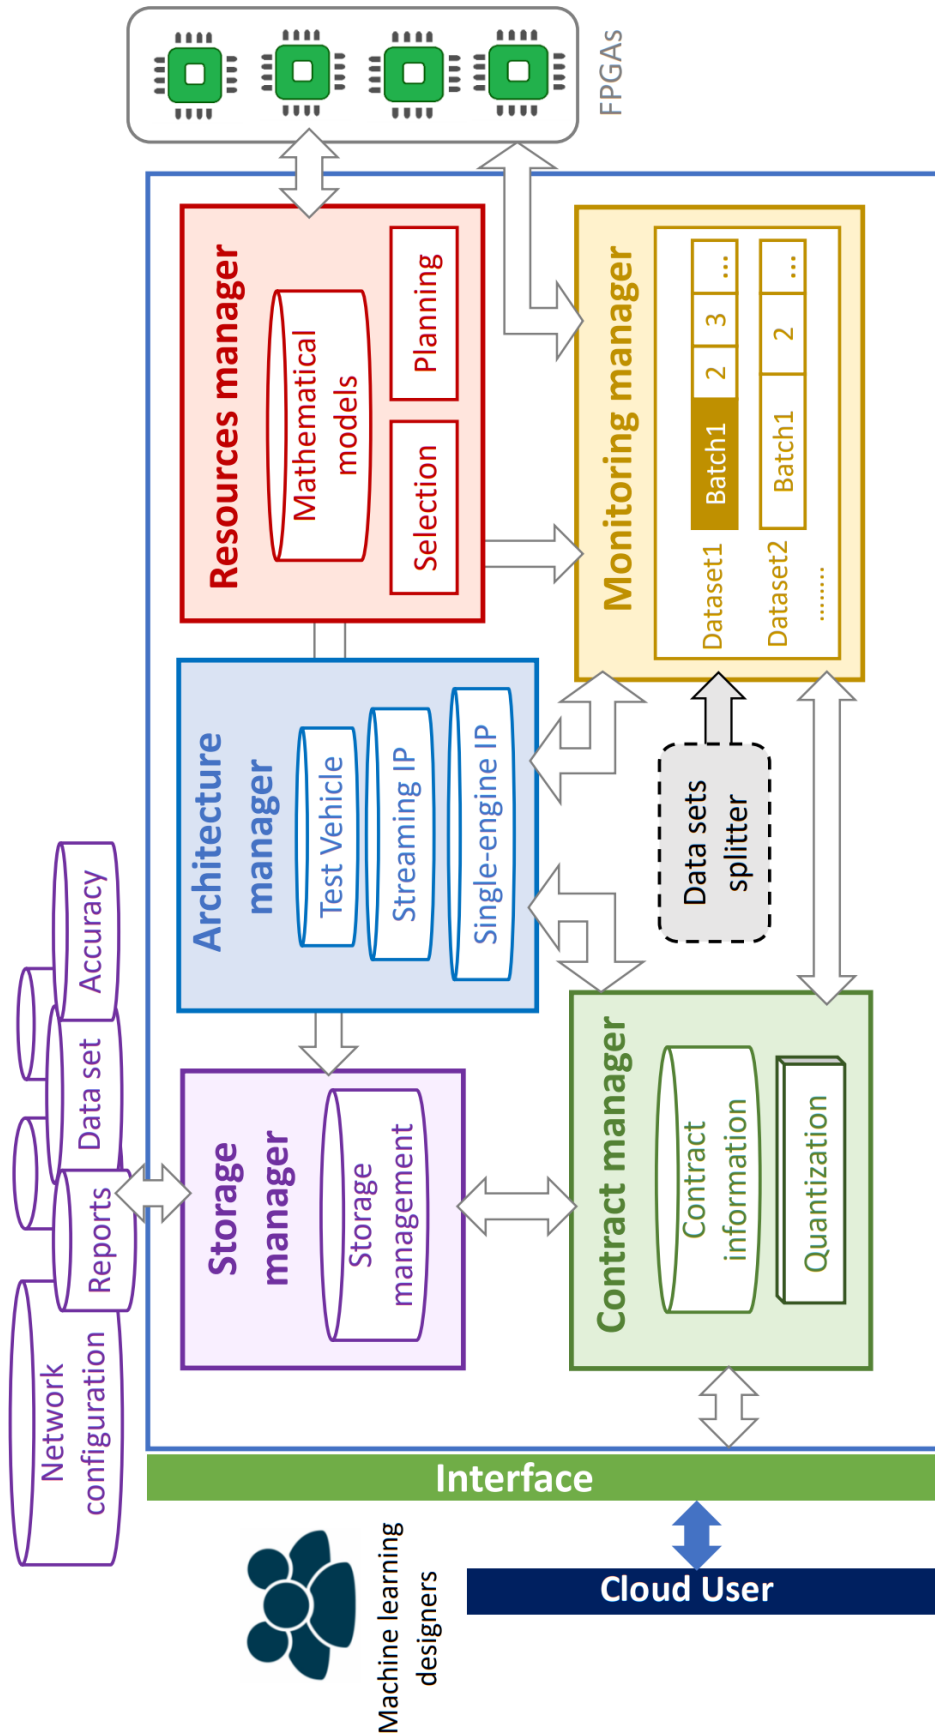 Network
configuration
Reports
Data set
Accuracy
Storage
manager
Storage
management
Architecture
manager
Test Vehicle
Streaming IP
Single-engine IP
Resources manager
Mathematical
models
Selection
Planning
FPGAs
Machine learning
designers
Cloud User
Interface
Contract manager
Contract
information
Quantization
Data sets
splitter
Monitoring manager
Dataset1 Batch1 2 3 ...
Dataset2 Batch1 2 ...
........